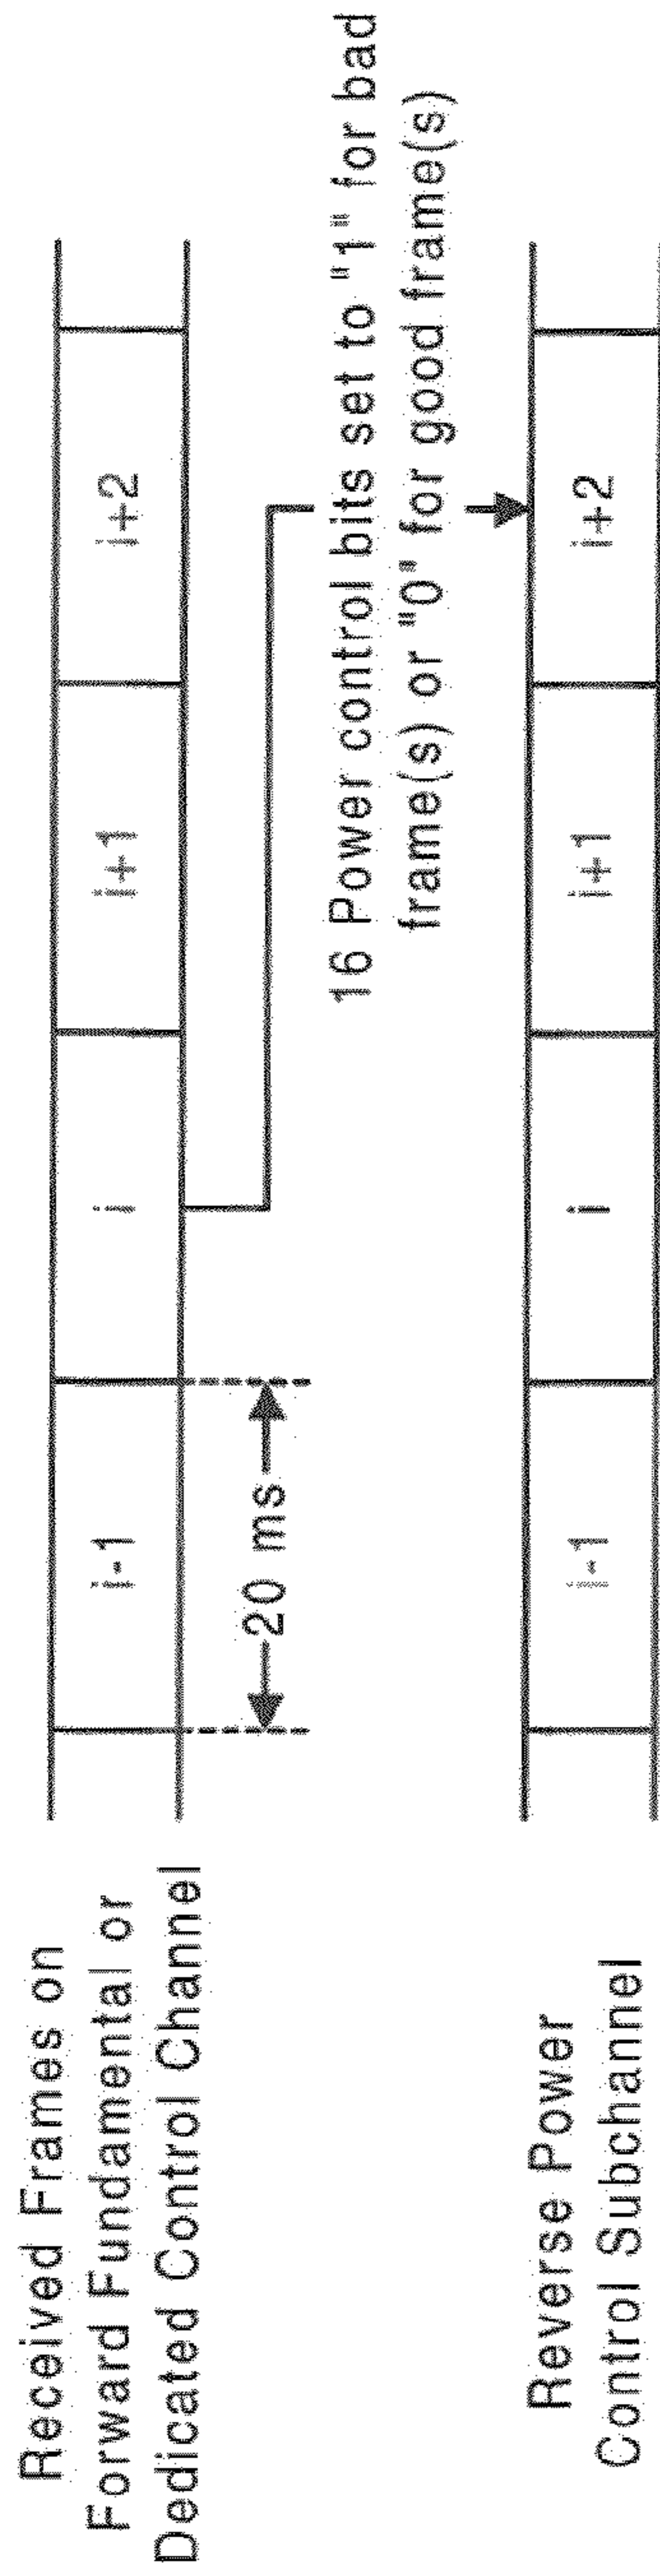 Received Frames on
Forward Fundamental or
Dedicated Control Channel
i-1
i
i+1
i+2
20 ms
16 Power control bits set to "1" for bad
frame(s) or "0" for good frame(s)
Reverse Power
Control Subchannel
i-1
i
i+1
i+2